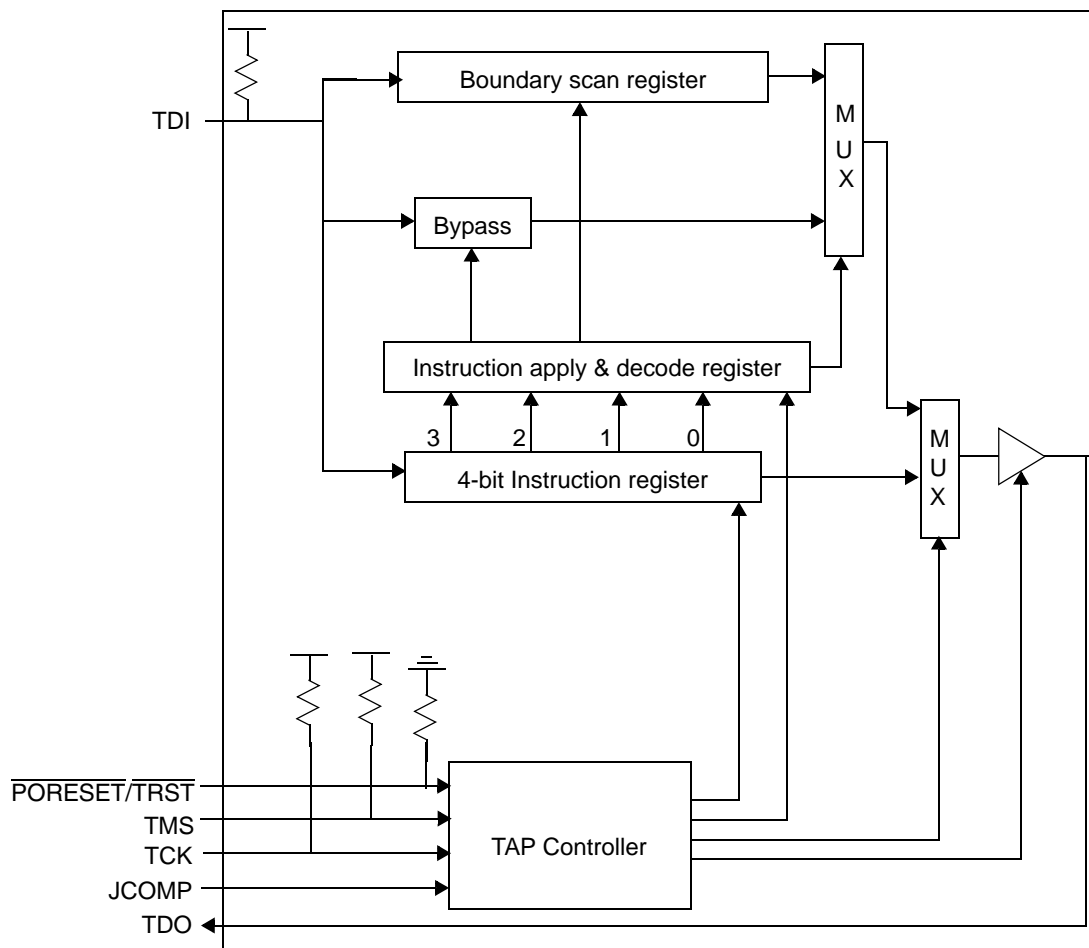 Boundary scan register
M
U
X
TDI
Bypass
Instruction apply & decode register
3 2 1 0
4-bit Instruction register
M
U
X
PORESET/TRST
TMS
TCK
JCOMP
TDO
TAP Controller